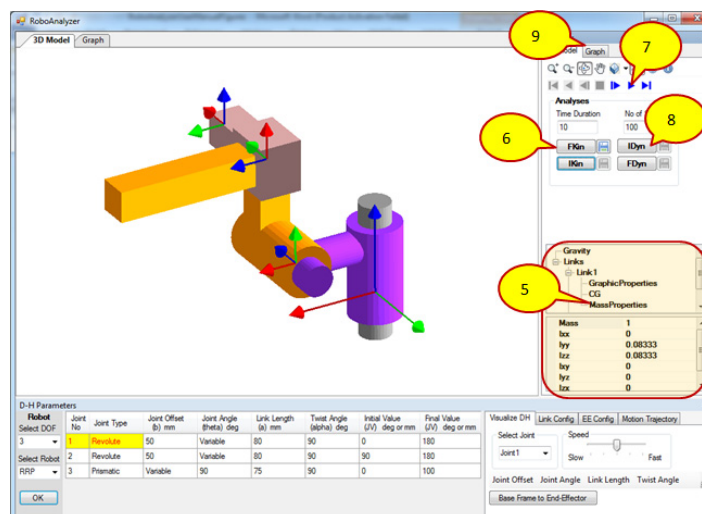 RoboAnalyzer
3D Model Graph
9
Graph
7
Analyses
Time Duration
No of
10
100
8
6
FKin
IDyn
IKin
FDyn
Gravity
Links
Link1
GraphicProperties
CG
MassProperties
5
Mass 1
Ixx 0
Iyy 0.08333
Izz 0.08333
Ixy 0
Iyz 0
Izx 0
D-H Parameters
Robot
Select DOF
3
Select Robot
RRP
OK
Joint No Joint Type Joint Offset (b) mm Joint Angle (theta) deg Link Length (a) mm Twist Angle (alpha) deg Initial Value (JV) deg or mm Final Value (JV) deg or mm
1 Revolute 50 Variable 80 90 0 180
2 Revolute 50 Variable 80 90 90 180
3 Prismatic Variable 90 75 90 0 100
Visualize DH Link Config EE Config Motion Trajectory
Select Joint
Joint1
Speed
Slow Fast
Joint Offset Joint Angle Link Length Twist Angle
Base Frame to End-Effector